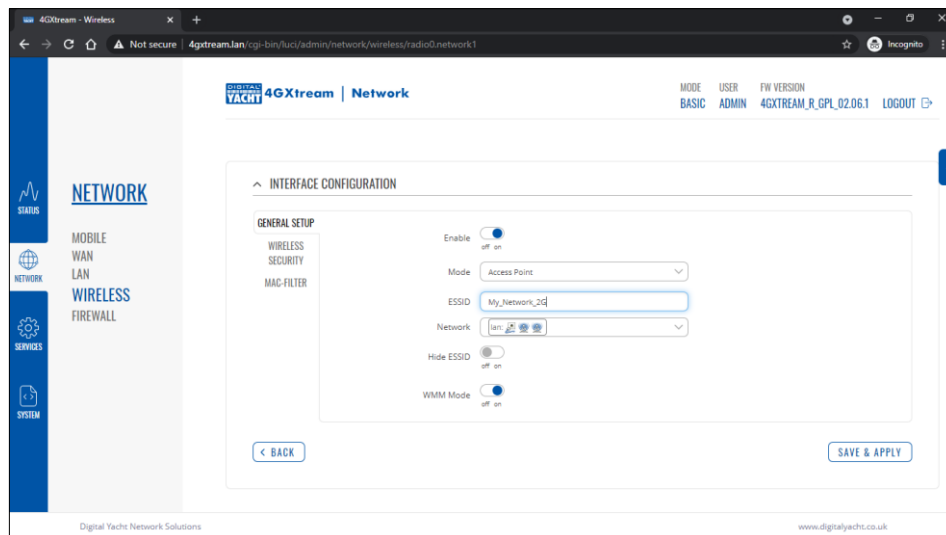 4GXtream - Wireless
Not secure | 4gxtream.lan/cgi-bin/luci/admin/network/wireless/radio0.network1
Incognito
DIGITAL YACHT 4GXtream | Network
MODE USER FW VERSION
BASIC ADMIN 4GXTREAM_R_GPL_02.06.1 LOGOUT
STATUS
NETWORK
SERVICES
SYSTEM
NETWORK
MOBILE
WAN
LAN
WIRELESS
FIREWALL
INTERFACE CONFIGURATION
GENERAL SETUP
WIRELESS
SECURITY
MAC-FILTER
Enable
off on
Mode Access Point
ESSID My_Network_2G
Network lan:
Hide ESSID
off on
WMM Mode
off on
< BACK
SAVE & APPLY
Digital Yacht Network Solutions
www.digitalyacht.co.uk